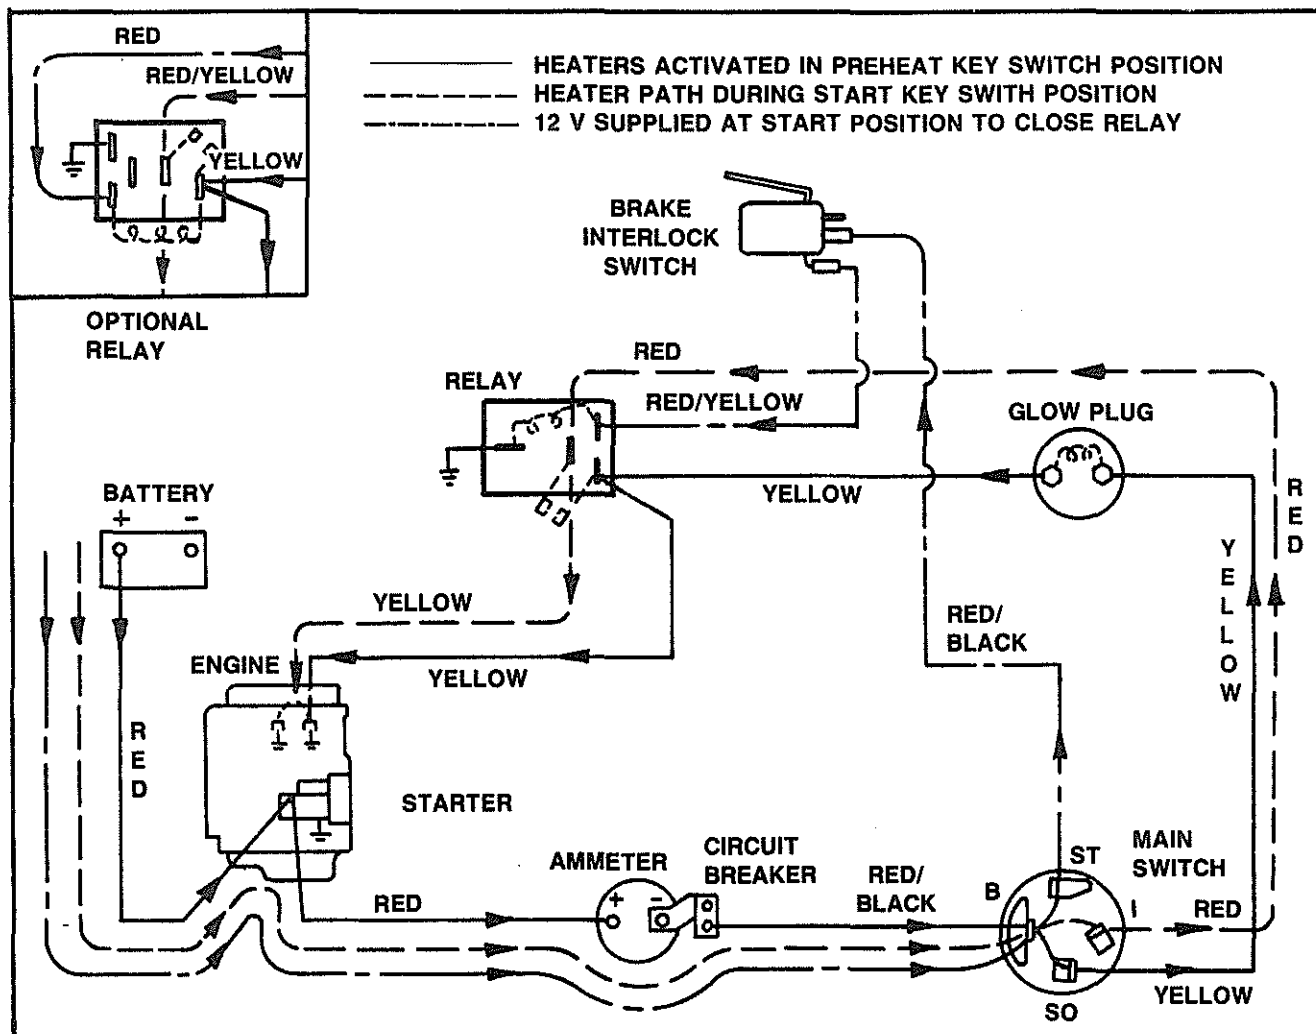 RED
RED/YELLOW
YELLOW
OPTIONAL
RELAY
HEATERS ACTIVATED IN PREHEAT KEY SWITCH POSITION
HEATER PATH DURING START KEY SWITH POSITION
12 V SUPPLIED AT START POSITION TO CLOSE RELAY
BRAKE
INTERLOCK
SWITCH
RED
RELAY
RED/YELLOW
GLOW PLUG
YELLOW
RED
YELLOW
BATTERY
+ -
YELLOW
RED/
BLACK
ENGINE
YELLOW
RED
STARTER
AMMETER
+ -
CIRCUIT
BREAKER
RED
RED/
BLACK
B
ST
MAIN
SWITCH
I
RED
SO
YELLOW